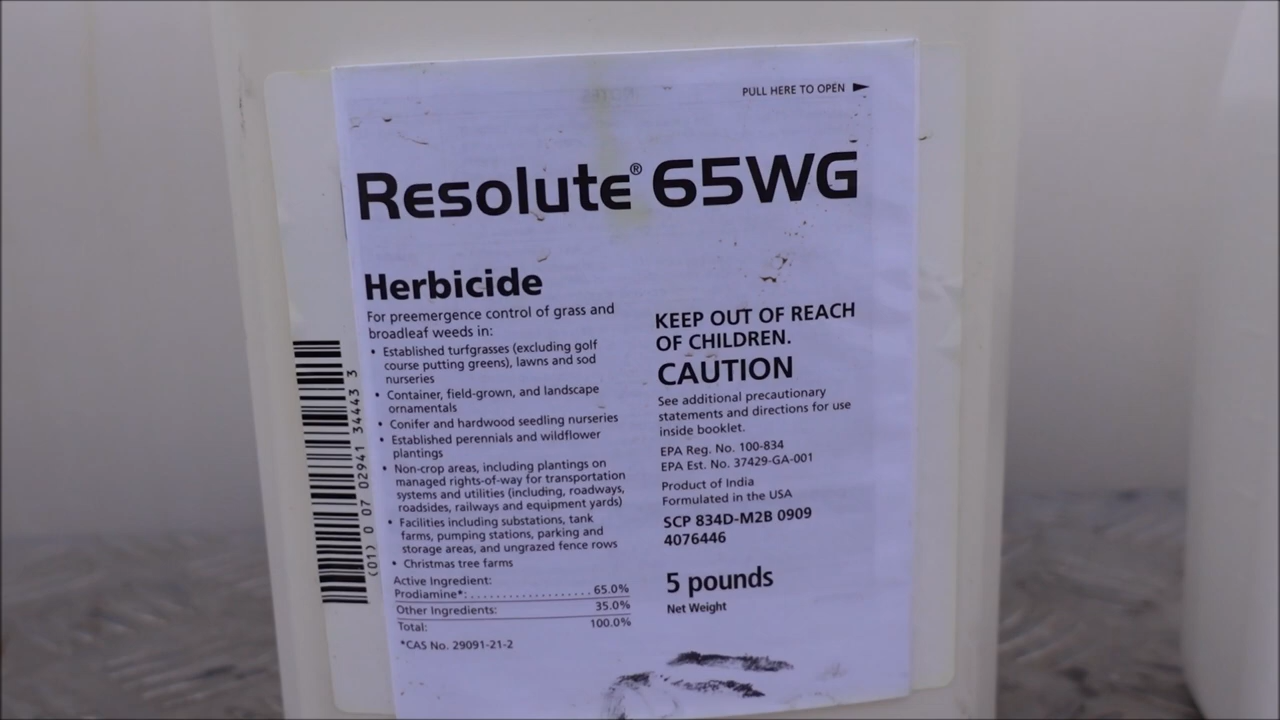 PULL HERE TO OPEN
Resolute® 65WG
Herbicide
For preemergence control of grass and
broadleaf weeds in:
• Established turfgrasses (excluding golf
course putting greens), lawns and sod
nurseries
• Container, field-grown, and landscape
ornamentals
• Conifer and hardwood seedling nurseries
• Established perennials and wildflower
plantings
• Non-crop areas, including plantings on
managed rights-of-way for transportation
systems and utilities (including, roadways,
roadsides, railways and equipment yards)
• Facilities including substations, tank
farms, pumping stations, parking and
storage areas, and ungrazed fence rows
• Christmas tree farms
Active Ingredient:
Prodiamine*: . . . . . . . . . . . . . . . . . . . . 65.0%
Other Ingredients: 35.0%
Total: 100.0%
*CAS No. 29091-21-2
KEEP OUT OF REACH
OF CHILDREN.
CAUTION
See additional precautionary
statements and directions for use
inside booklet.
EPA Reg. No. 100-834
EPA Est. No. 37429-GA-001
Product of India
Formulated in the USA
SCP 834D-M2B 0909
4076446
5 pounds
Net Weight
(01) 0 07 02941 34443 3